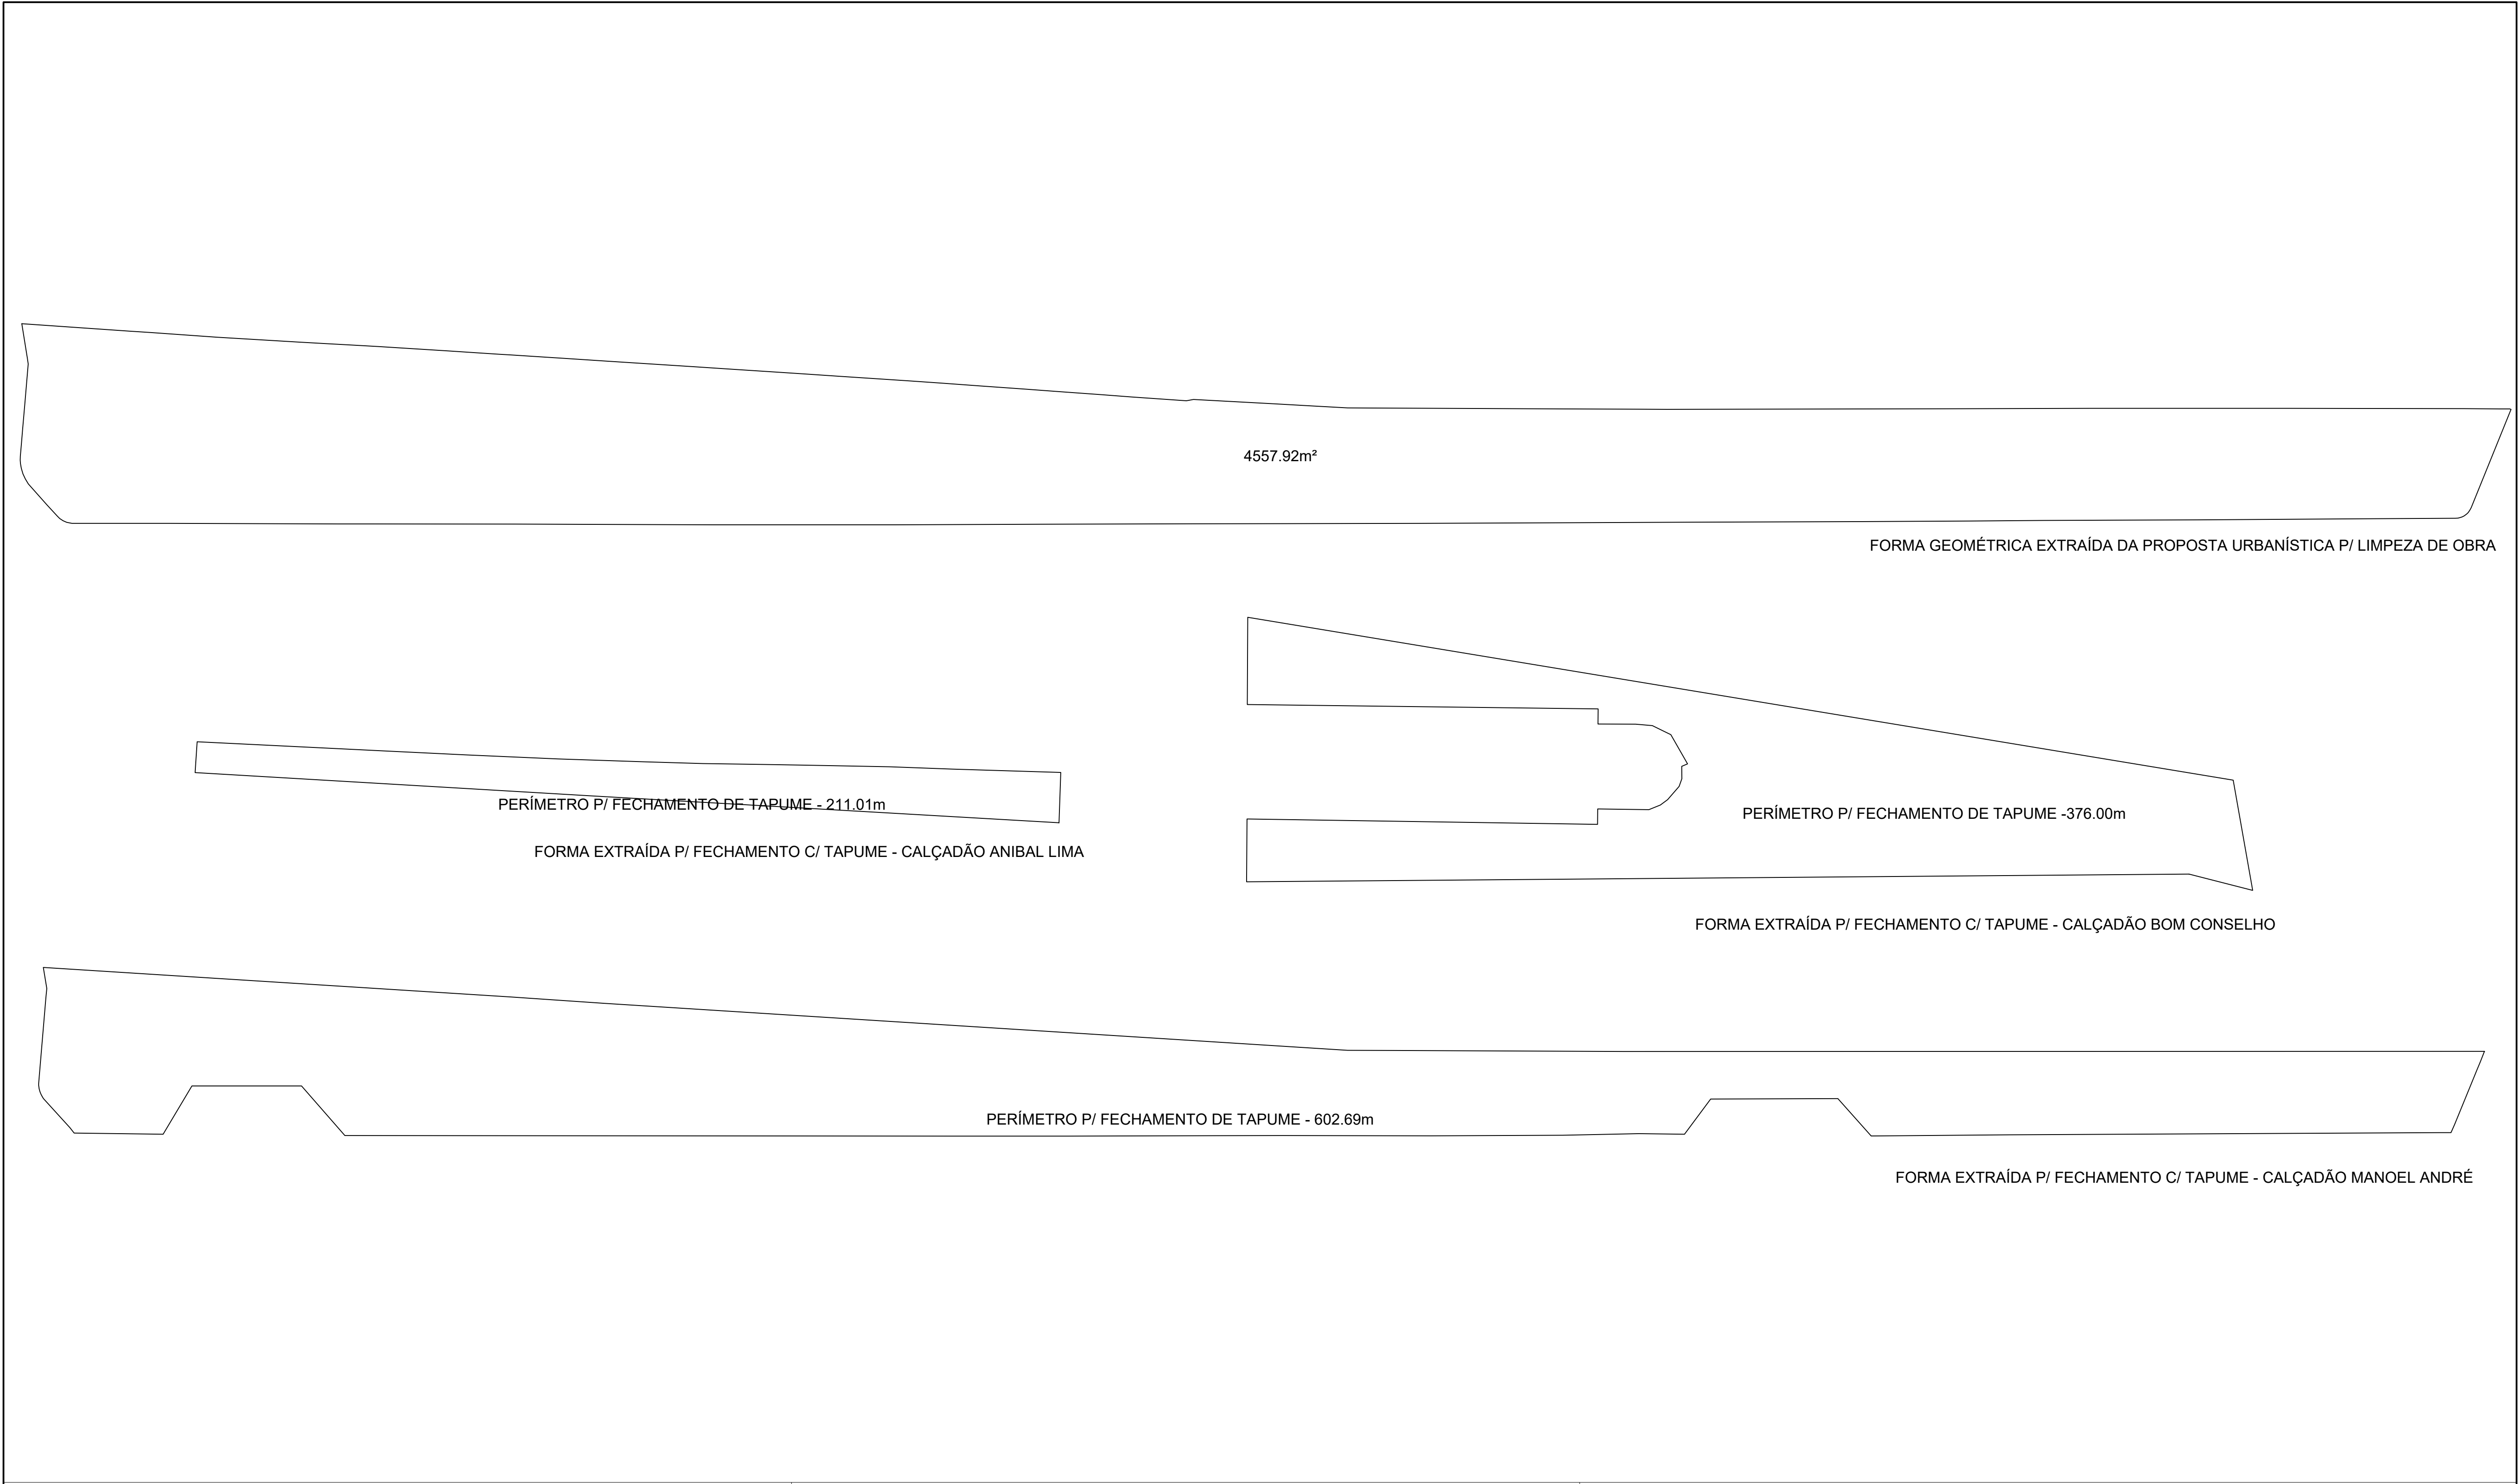 4557.92m²
FORMA GEOMÉTRICA EXTRAÍDA DA PROPOSTA URBANÍSTICA P/ LIMPEZA DE OBRA
PERÍMETRO P/ FECHAMENTO DE TAPUME - 211.01m
FORMA EXTRAÍDA P/ FECHAMENTO C/ TAPUME - CALÇADÃO ANIBAL LIMA
PERÍMETRO P/ FECHAMENTO DE TAPUME -376.00m
FORMA EXTRAÍDA P/ FECHAMENTO C/ TAPUME - CALÇADÃO BOM CONSELHO
PERÍMETRO P/ FECHAMENTO DE TAPUME - 602.69m
FORMA EXTRAÍDA P/ FECHAMENTO C/ TAPUME - CALÇADÃO MANOEL ANDRÉ